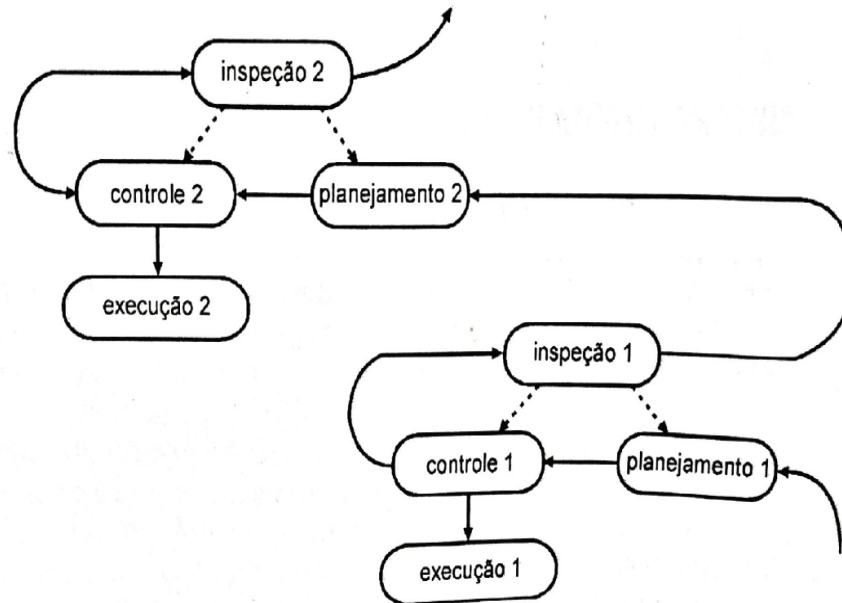 inspeção 2
controle 2
planejamento 2
execução 2
inspeção 1
controle 1
planejamento 1
execução 1